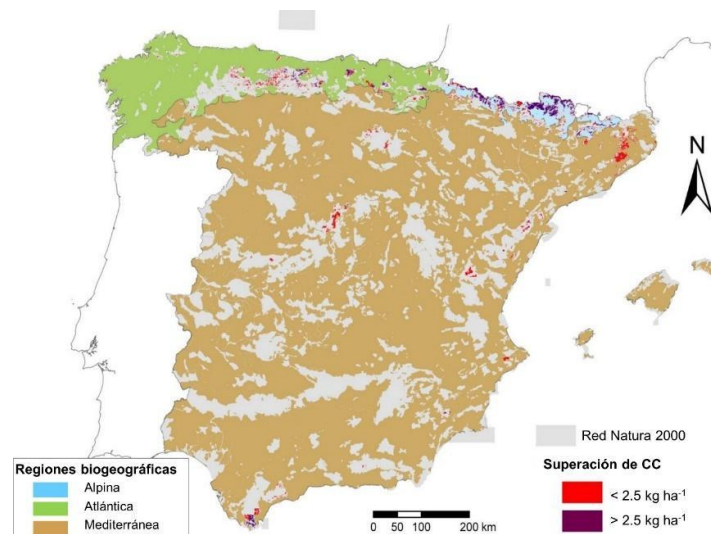 N
Red Natura 2000
Superación de CC
< 2.5 kg ha-1
> 2.5 kg ha-1
Regiones biogeográficas
Alpina
Atlántica
Mediterránea
0 50 100 200 km